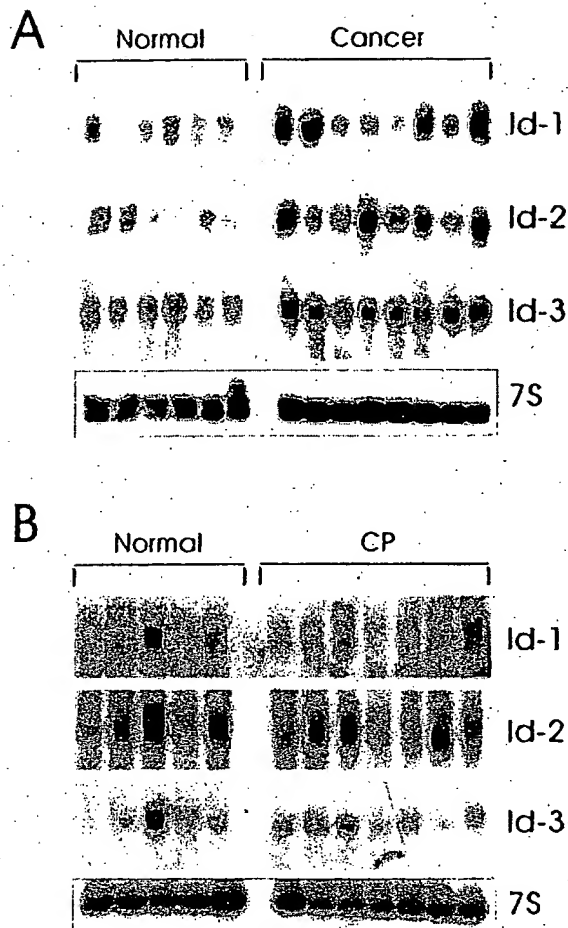 A
Normal Cancer
Id-1
Id-2
Id-3
7S
B
Normal CP
Id-1
Id-2
Id-3
7S